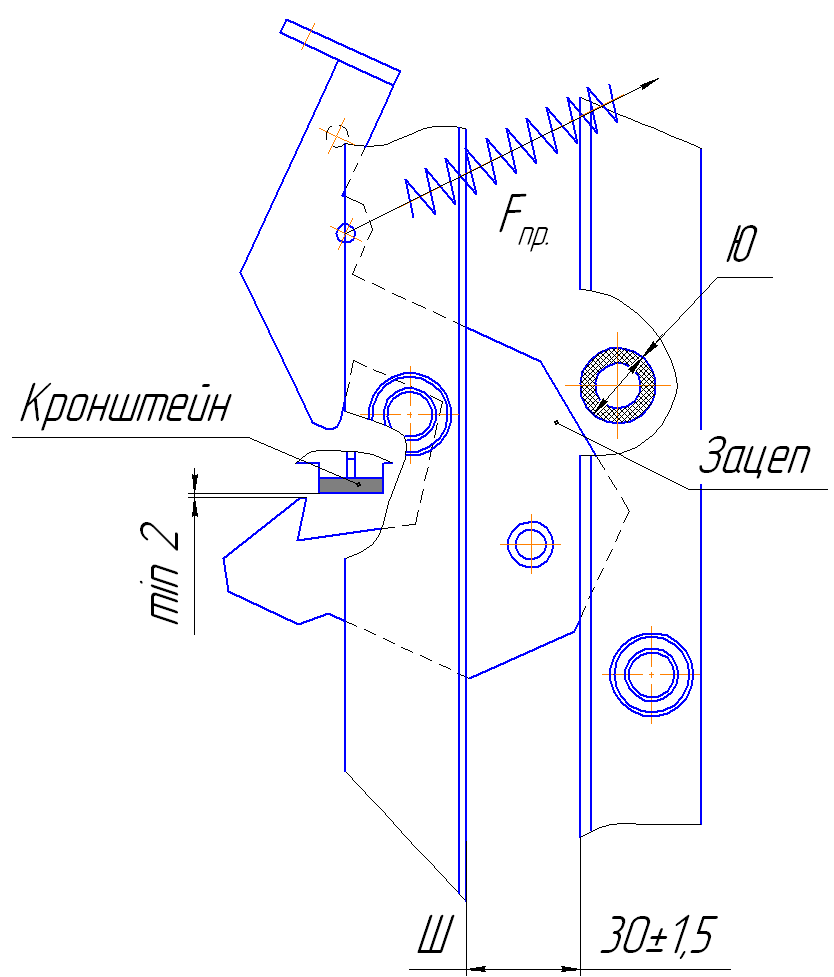 Fпр.
Ю
Кронштейн
Зацеп
min 2
Ш 30±1,5